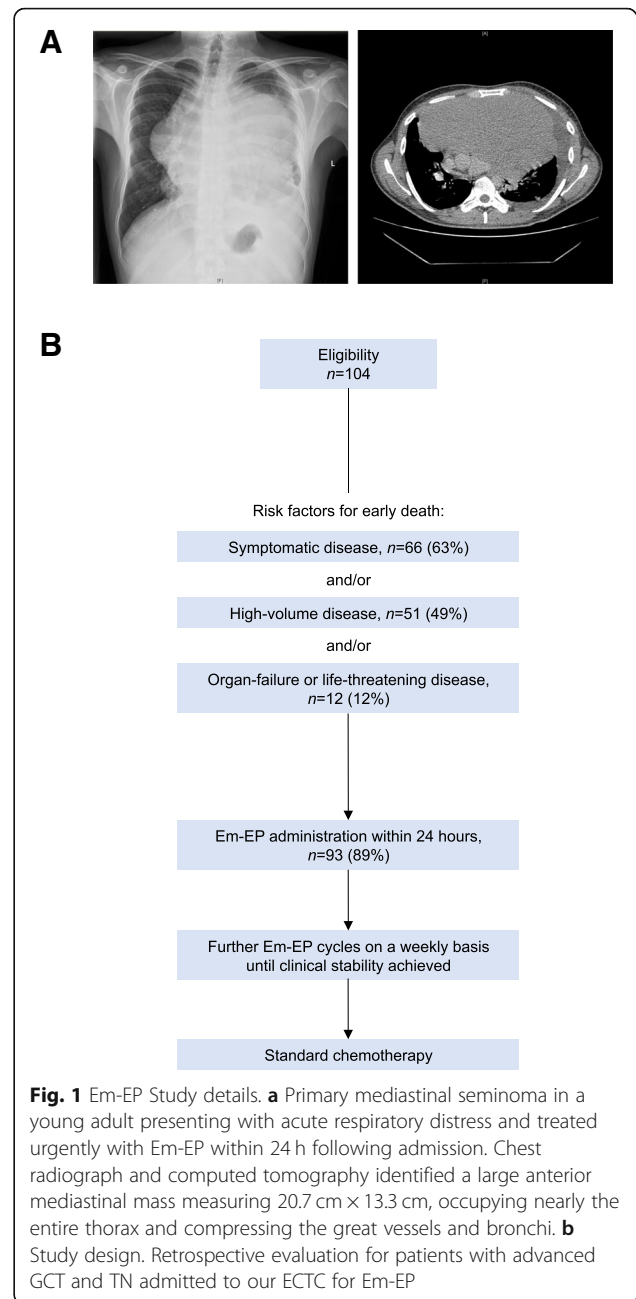 A
[A]
L
[F]
[P]
B
Eligibility
n=104
Risk factors for early death:
Symptomatic disease, n=66 (63%)
and/or
High-volume disease, n=51 (49%)
and/or
Organ-failure or life-threatening disease,
n=12 (12%)
Em-EP administration within 24 hours,
n=93 (89%)
Further Em-EP cycles on a weekly basis
until clinical stability achieved
Standard chemotherapy
Fig. 1 Em-EP Study details. a Primary mediastinal seminoma in a
young adult presenting with acute respiratory distress and treated
urgently with Em-EP within 24 h following admission. Chest
radiograph and computed tomography identified a large anterior
mediastinal mass measuring 20.7 cm × 13.3 cm, occupying nearly the
entire thorax and compressing the great vessels and bronchi. b
Study design. Retrospective evaluation for patients with advanced
GCT and TN admitted to our ECTC for Em-EP